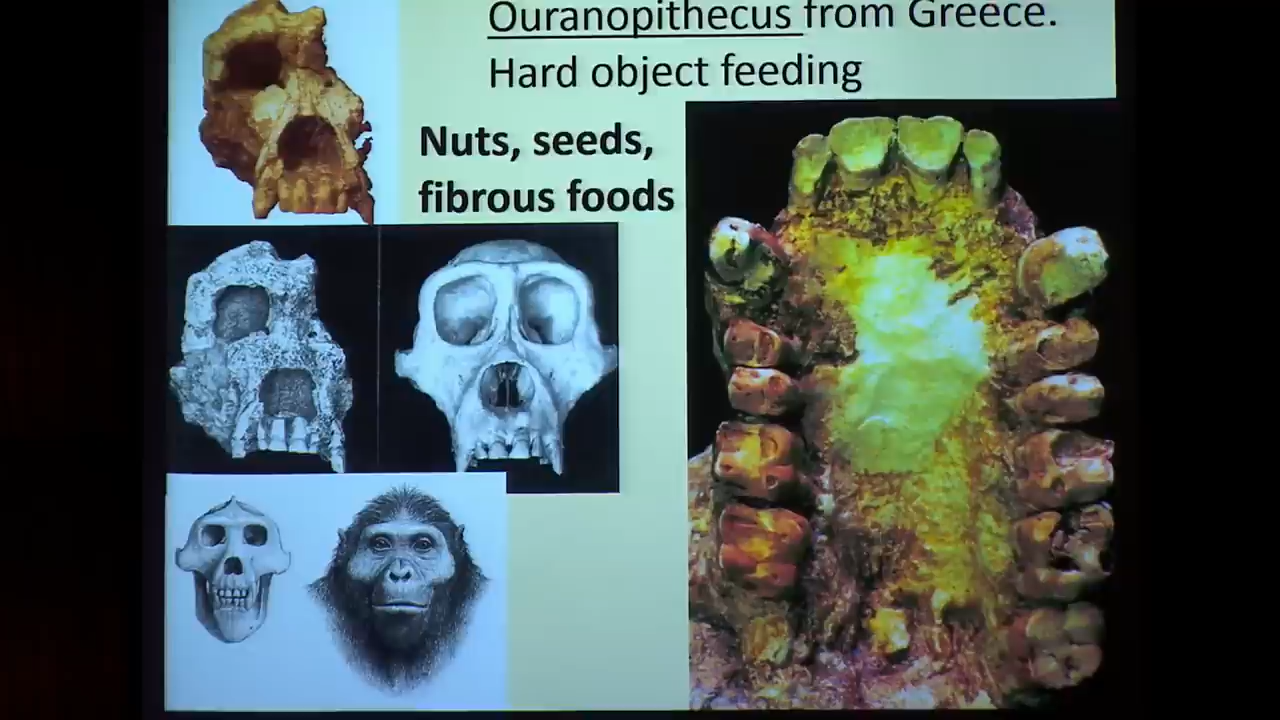 Ouranopithecus from Greece.
Hard object feeding
Nuts, seeds,
fibrous foods